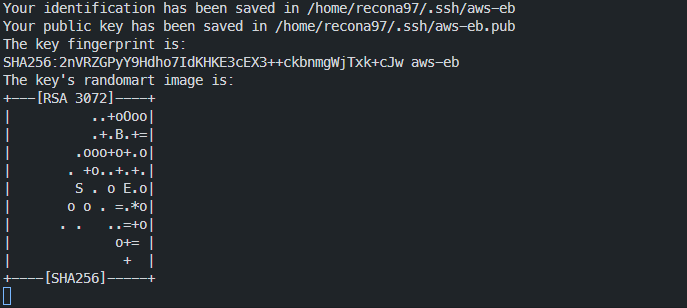 Your identification has been saved in /home/recona97/.ssh/aws-eb
Your public key has been saved in /home/recona97/.ssh/aws-eb.pub
The key fingerprint is:
SHA256:2nVRZGPyY9Hdho7IdKHKE3cEX3++ckbnmgWjTxk+cJw aws-eb
The key's randomart image is:
+---[RSA 3072]----+
|          ..+oOoo|
|          .+.B.+=|
|        .ooo+o+.o|
|       . +o..+.+.|
|        S . o E.o|
|       o o . =.*o|
|      . .   ..=+o|
|             o+= |
|              +  |
+----[SHA256]-----+